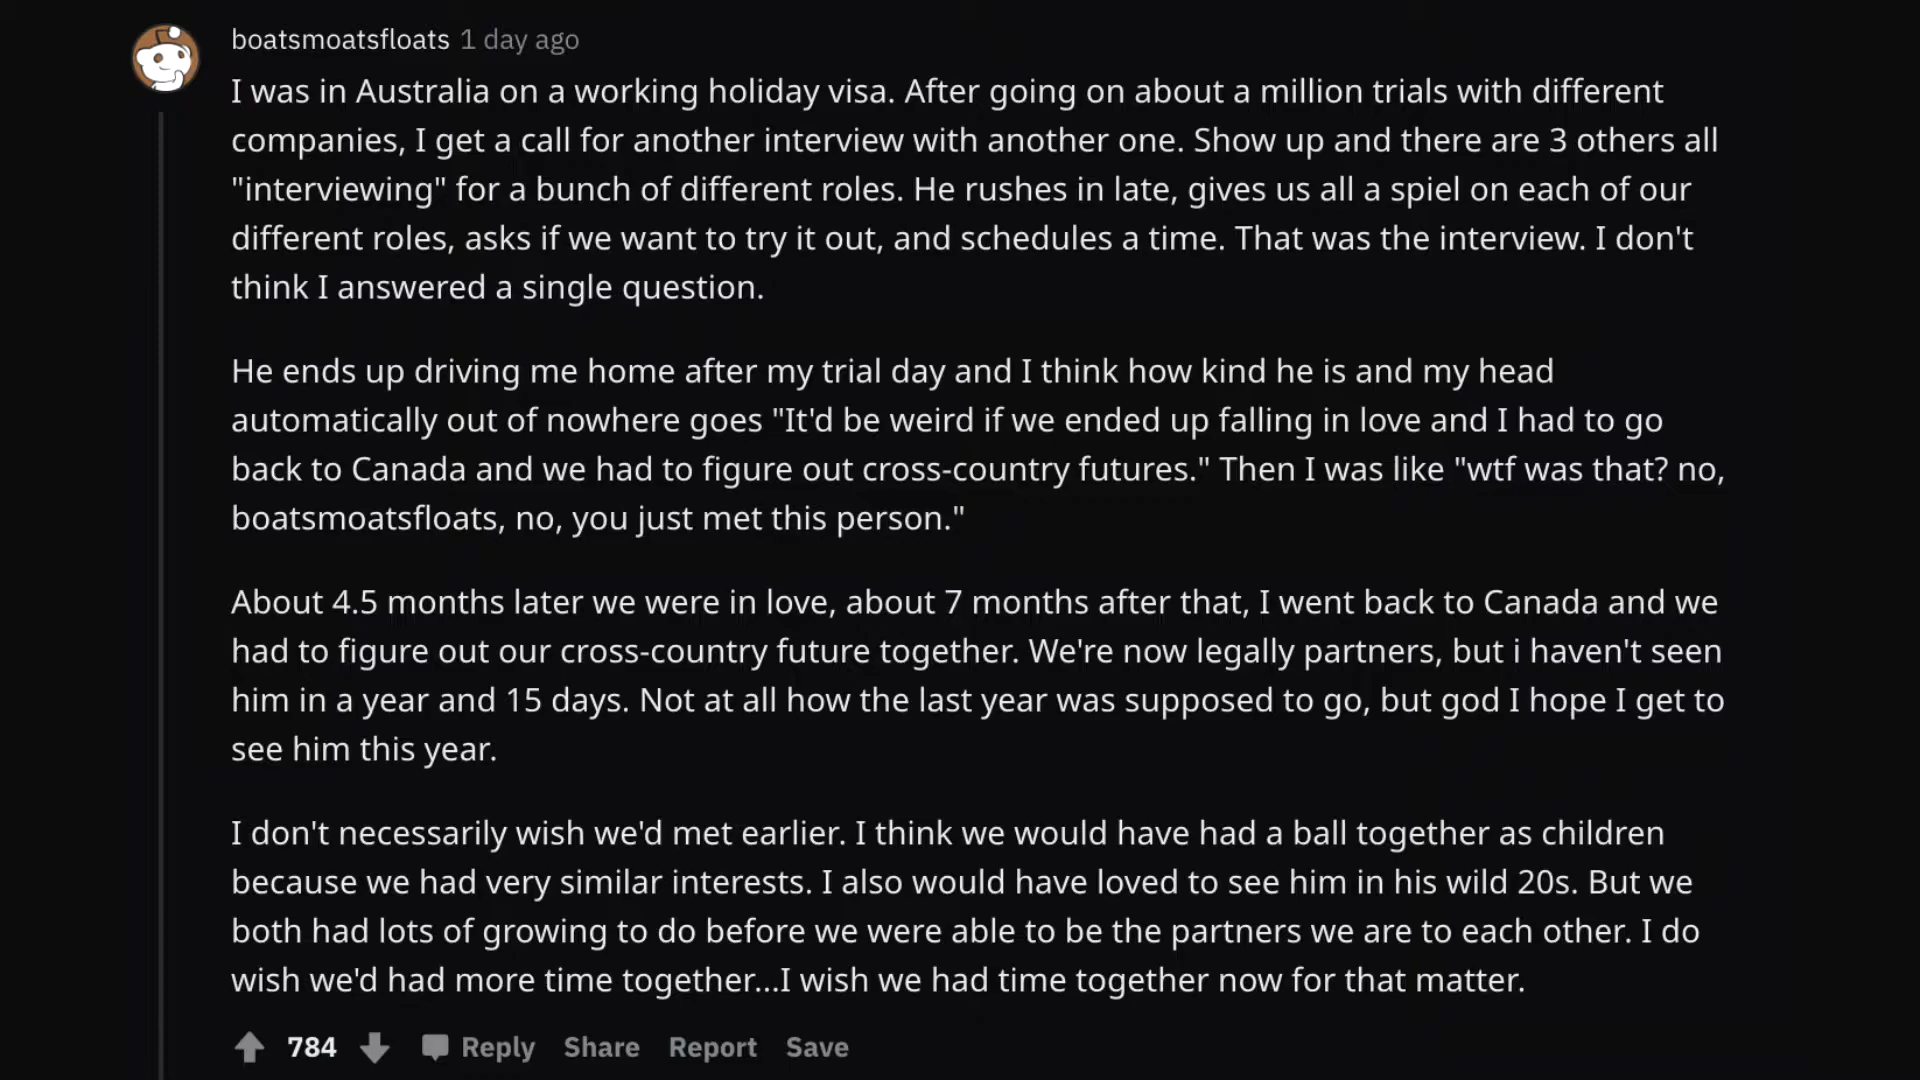 boatsmoatsfloats 1 day ago
I was in Australia on a working holiday visa. After going on about a million trials with different
companies, I get a call for another interview with another one. Show up and there are 3 others all
"interviewing" for a bunch of different roles. He rushes in late, gives us all a spiel on each of our
different roles, asks if we want to try it out, and schedules a time. That was the interview. I don't
think I answered a single question.
He ends up driving me home after my trial day and I think how kind he is and my head
automatically out of nowhere goes "It'd be weird if we ended up falling in love and I had to go
back to Canada and we had to figure out cross-country futures." Then I was like "wtf was that? no,
boatsmoatsfloats, no, you just met this person."
About 4.5 months later we were in love, about 7 months after that, I went back to Canada and we
had to figure out our cross-country future together. We're now legally partners, but i haven't seen
him in a year and 15 days. Not at all how the last year was supposed to go, but god I hope I get to
see him this year.
I don't necessarily wish we'd met earlier. I think we would have had a ball together as children
because we had very similar interests. I also would have loved to see him in his wild 20s. But we
both had lots of growing to do before we were able to be the partners we are to each other. I do
wish we'd had more time together...I wish we had time together now for that matter.
784 Reply Share Report Save